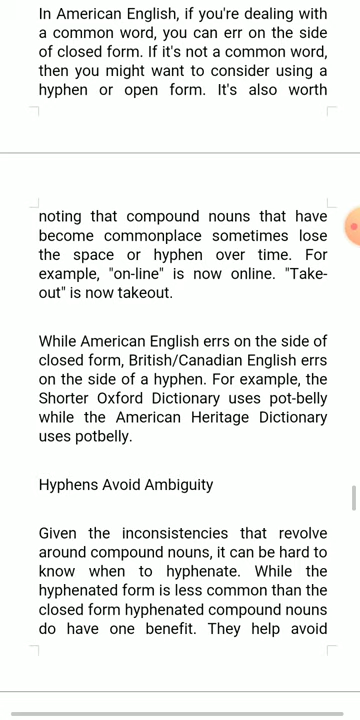 In American English, if you're dealing with
a common word, you can err on the side
of closed form. If it's not a common word,
then you might want to consider using a
hyphen or open form. It's also worth
noting that compound nouns that have
become commonplace sometimes lose
the space or hyphen over time. For
example, "on-line" is now online. "Take-
out" is now takeout.
While American English errs on the side of
closed form, British/Canadian English errs
on the side of a hyphen. For example, the
Shorter Oxford Dictionary uses pot-belly
while the American Heritage Dictionary
uses potbelly.
Hyphens Avoid Ambiguity
Given the inconsistencies that revolve
around compound nouns, it can be hard to
know when to hyphenate. While the
hyphenated form is less common than the
closed form hyphenated compound nouns
do have one benefit. They help avoid